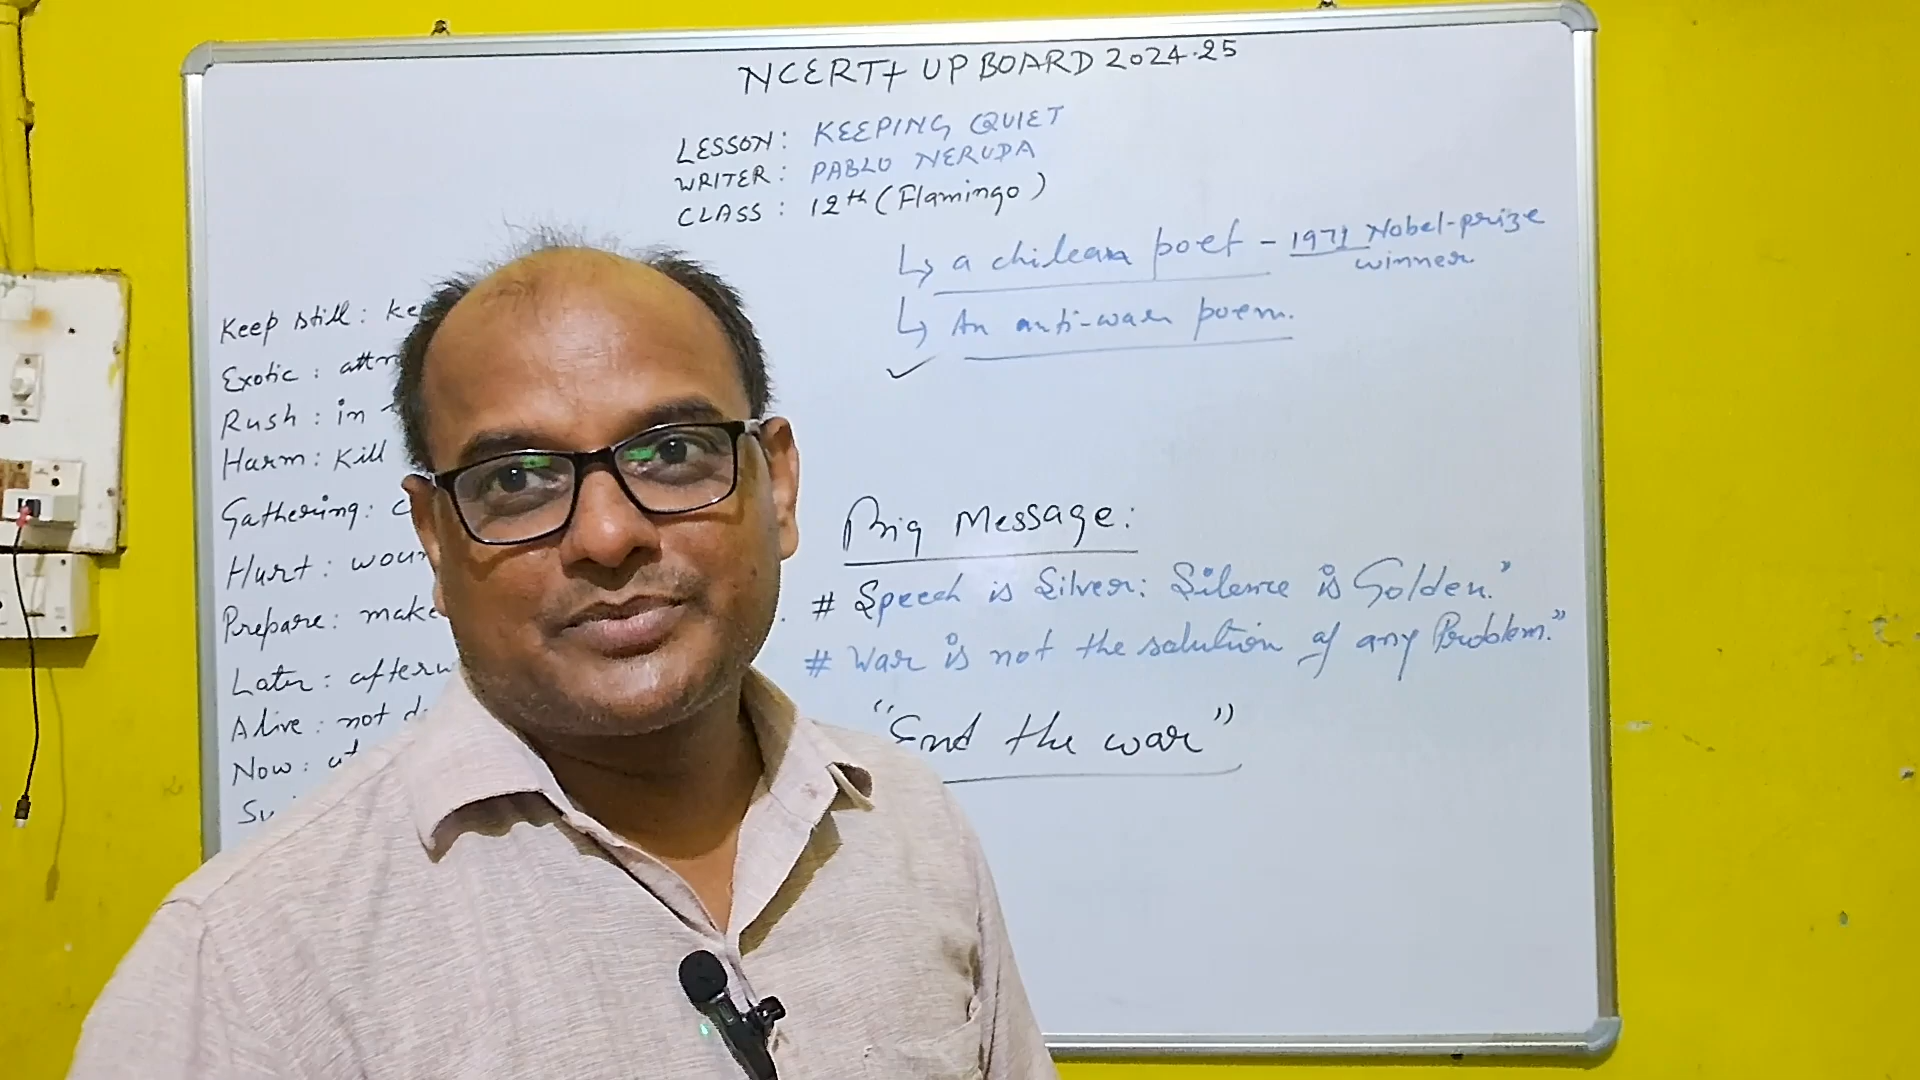 NCERT+ UP BOARD 2024-25
LESSON: KEEPING QUIET
WRITER: PABLO NERUDA
CLASS: 12th (Flamingo)
↳ a chilean poet - 1971 Nobel-prize
winner
↳ An anti-war poem.
Keep still: ke
Exotic: att
Rush: in
Harm: Kill
Gathering: c
Hurt: woun
Prepare: make
Later: afterw
Alive: not d
Now: at
Big Message:
# Speech is Silver: Silence is Golden."
# War is not the solution of any Problem."
"End the war"